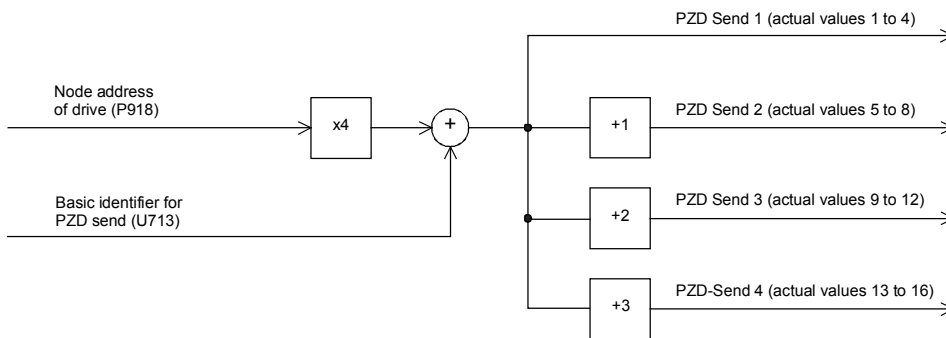 PZD Send 1 (actual values 1 to 4)
Node address
of drive (P918)
x4
+
+1
PZD Send 2 (actual values 5 to 8)
Basic identifier for
PZD send (U713)
+2
PZD Send 3 (actual values 9 to 12)
+3
PZD-Send 4 (actual values 13 to 16)